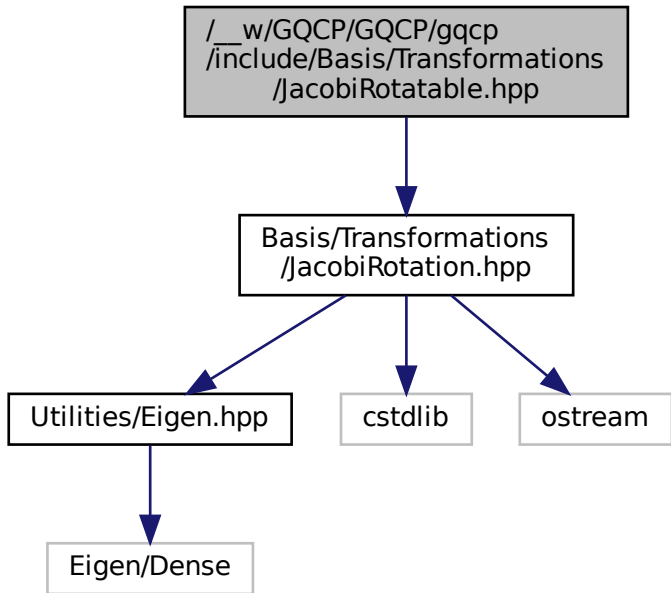 /__w/GQCP/GQCP/gqcp
/include/Basis/Transformations
/JacobiRotatable.hpp
Basis/Transformations
/JacobiRotation.hpp
Utilities/Eigen.hpp
cstdlib
ostream
Eigen/Dense